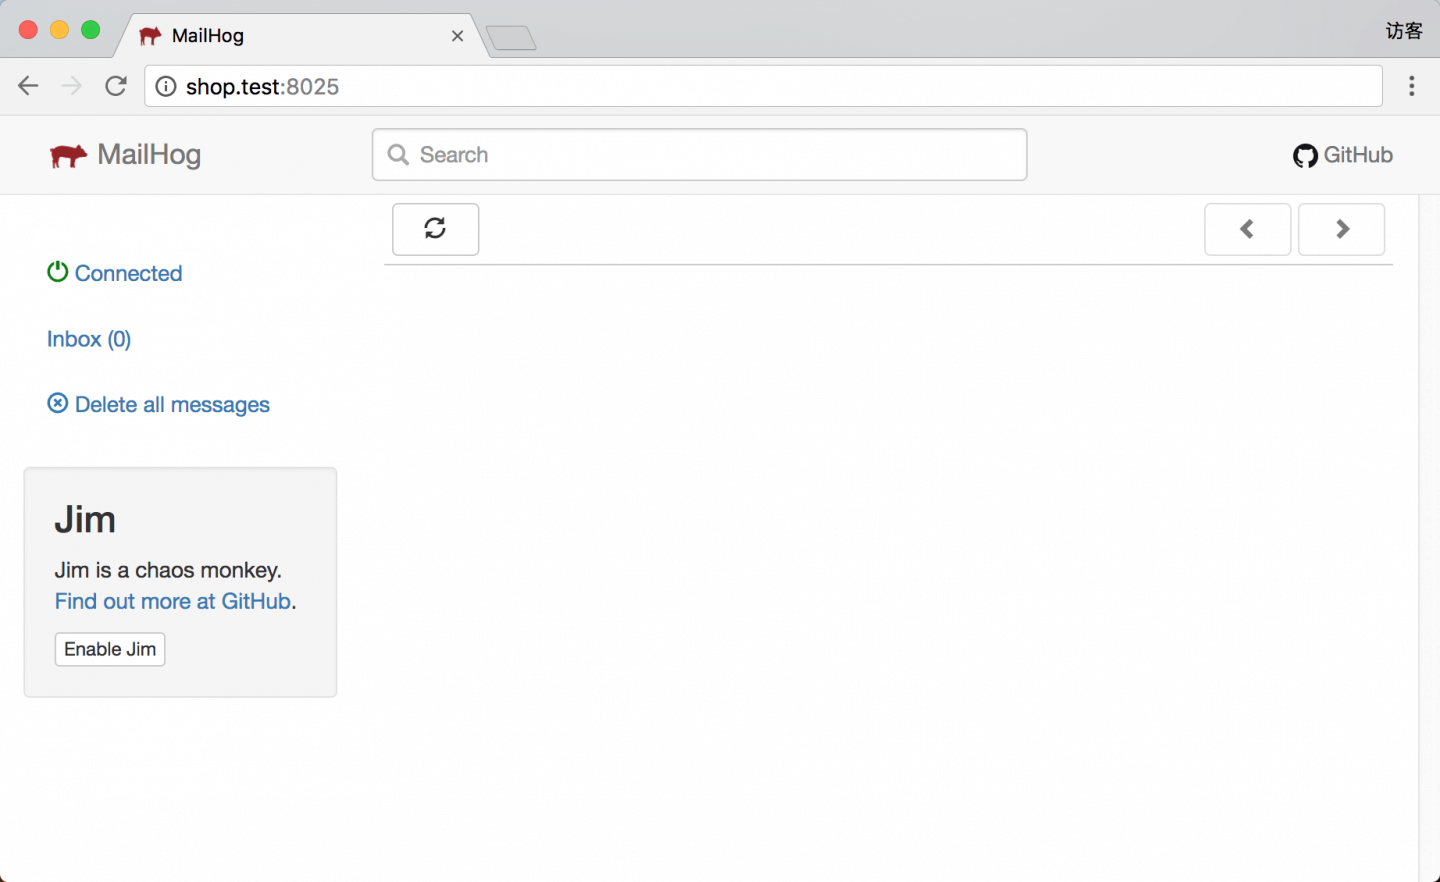 MailHog
访客
shop.test:8025
MailHog
Search
GitHub
Connected
Inbox (0)
Delete all messages
Jim
Jim is a chaos monkey.
Find out more at GitHub.
Enable Jim